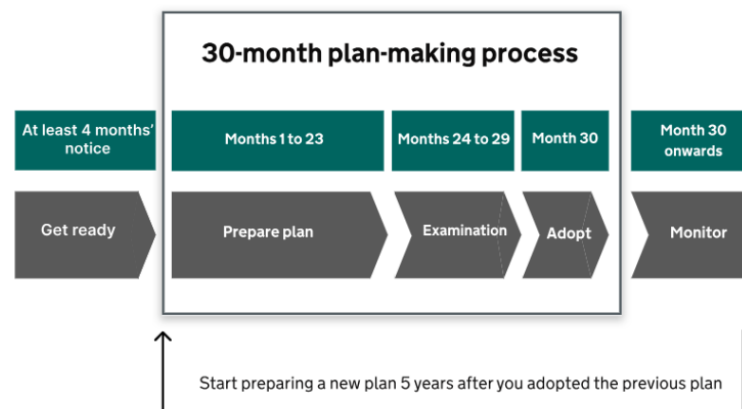 30-month plan-making process
At least 4 months'
notice
Months 1 to 23
Months 24 to 29
Month 30
Month 30
onwards
Get ready
Prepare plan
Examination
Adopt
Monitor
Start preparing a new plan 5 years after you adopted the previous plan